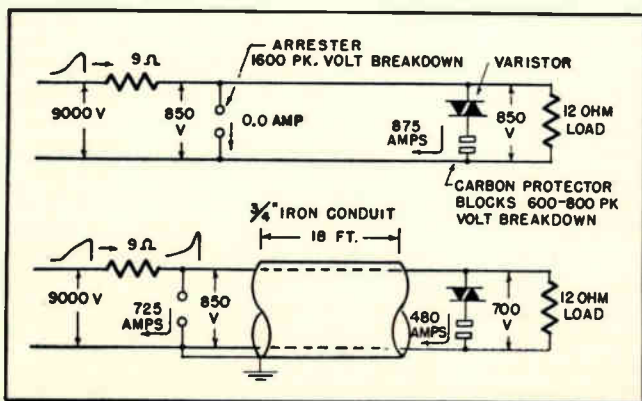 9 Ω
ARRESTER
1600 PK. VOLT BREAKDOWN
VARISTOR
9000 V
850
V
0.0 AMP
875
AMPS
850
V
12 OHM
LOAD
CARBON PROTECTOR
BLOCKS 600-800 PK
VOLT BREAKDOWN
3/4" IRON CONDUIT
18 FT.
9 Ω
9000 V
725
AMPS
850
V
480
AMPS
700
V
12 OHM
LOAD